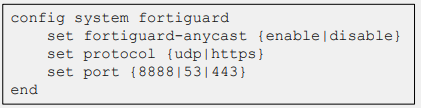 config system fortiguard
set fortiguard-anycast {enable|disable}
set protocol {udp|https}
set port {8888|53|443}
end